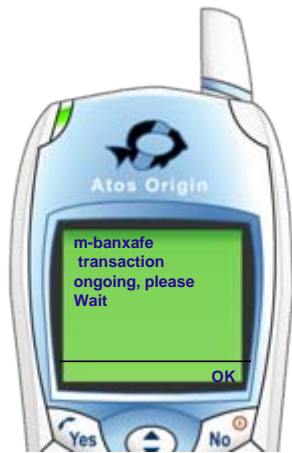 Atos Origin
m-banxafe
transaction
ongoing, please
Wait
OK
Yes
No